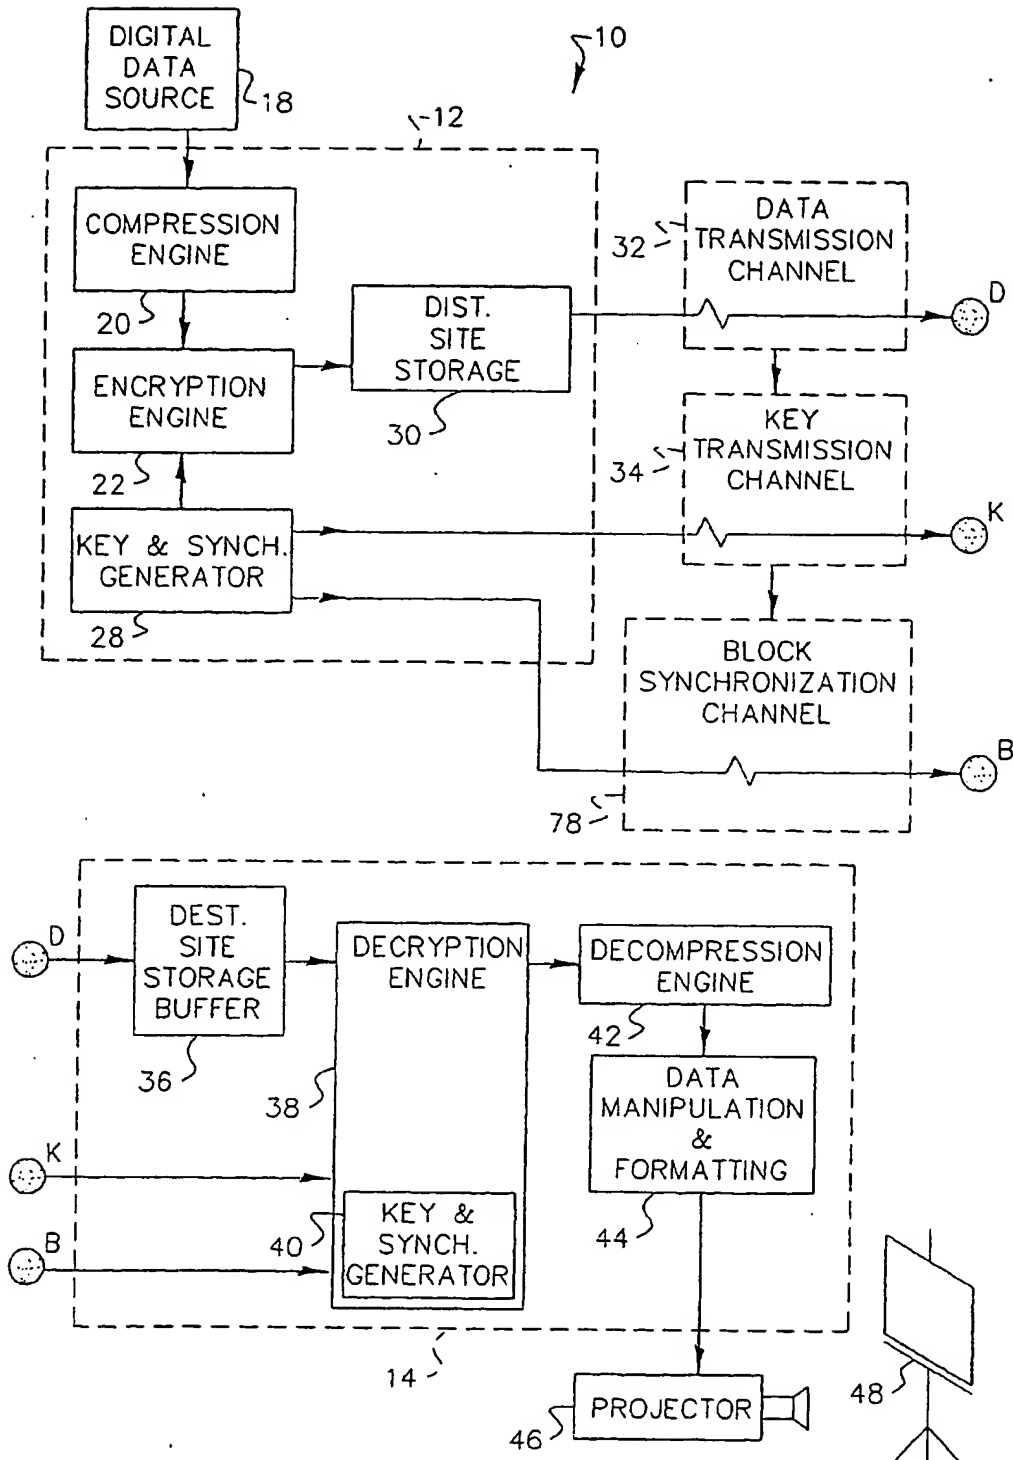 DIGITAL
DATA
SOURCE
18
10
12
COMPRESSION
ENGINE
20
ENCRYPTION
ENGINE
22
DIST.
SITE
STORAGE
30
KEY & SYNCH.
GENERATOR
28
DATA
TRANSMISSION
CHANNEL
32
D
KEY
TRANSMISSION
CHANNEL
34
K
BLOCK
SYNCHRONIZATION
CHANNEL
78
B
D
DEST.
SITE
STORAGE
BUFFER
36
DECRYPTION
ENGINE
38
DECOMPRESSION
ENGINE
42
DATA
MANIPULATION
&
FORMATTING
44
K
B
40
KEY &
SYNCH.
GENERATOR
14
PROJECTOR
46
48